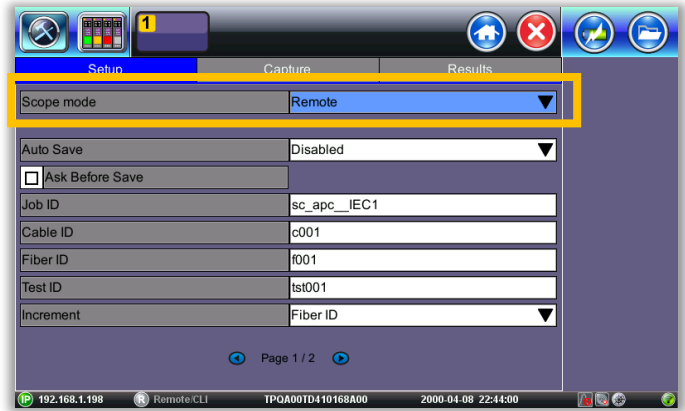 1
Setup Capture Results
Scope mode Remote
Auto Save Disabled
Ask Before Save
Job ID sc_apc__IEC1
Cable ID c001
Fiber ID f001
Test ID tst001
Increment Fiber ID
Page 1 / 2
IP 192.168.1.198 R Remote/CLI TPQA00TD410168A00 2000-04-08 22:44:00